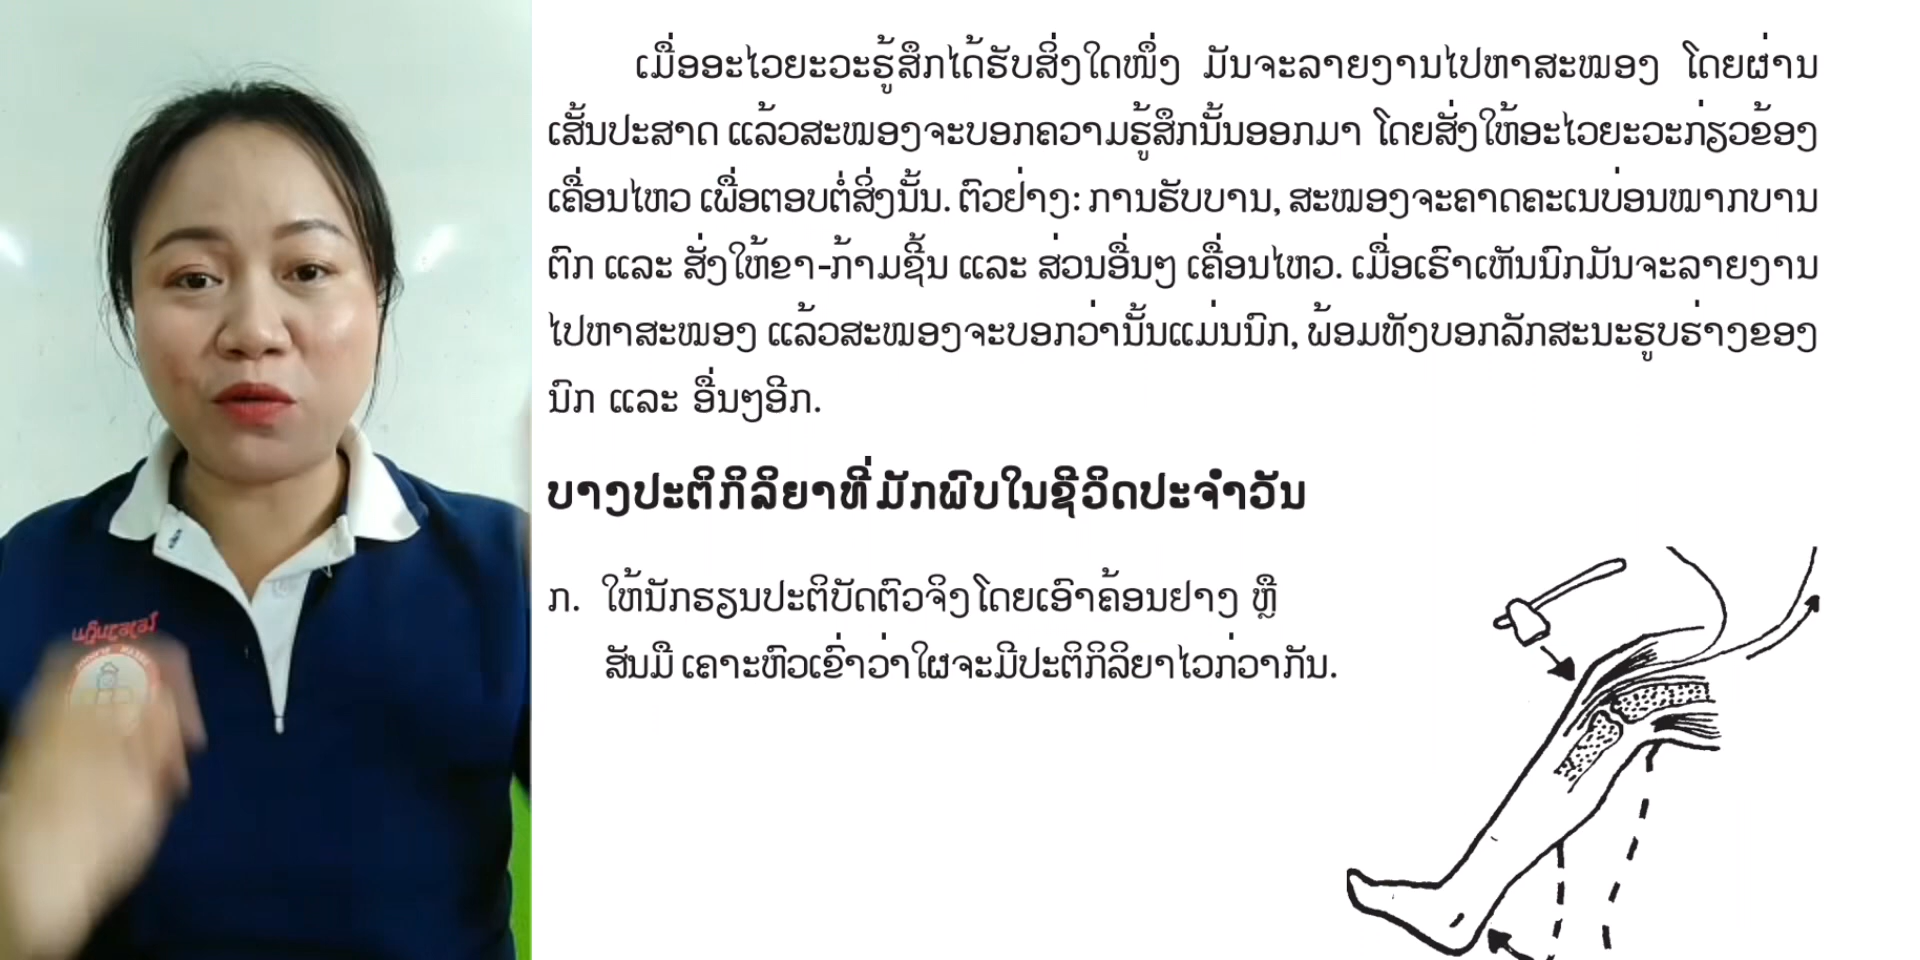 ເມື່ອອະໄວຍະວະຮູ້ສຶກໄດ້ຮັບສິ່ງໃດໜຶ່ງ ມັນຈະລາຍງານໄປຫາສະໝອງ ໂດຍຜ່ານ
ເສັ້ນປະສາດ ແລ້ວສະໝອງຈະບອກຄວາມຮູ້ສຶກນັ້ນອອກມາ ໂດຍສັ່ງໃຫ້ອະໄວຍະວະກ່ຽວຂ້ອງ
ເຄື່ອນໄຫວ ເພື່ອຕອບຕໍ່ສິ່ງນັ້ນ. ຕົວຢ່າງ: ການຮັບບານ, ສະໝອງຈະຄາດຄະເນບ່ອນໝາກບານ
ຕົກ ແລະ ສັ່ງໃຫ້ຂາ-ກ້າມຊີ້ນ ແລະ ສ່ວນອື່ນໆ ເຄື່ອນໄຫວ. ເມື່ອເຮົາເຫັນນົກມັນຈະລາຍງານ
ໄປຫາສະໝອງ ແລ້ວສະໝອງຈະບອກວ່ານັ້ນແມ່ນນົກ, ພ້ອມທັງບອກລັກສະນະຮູບຮ່າງຂອງ
ນົກ ແລະ ອື່ນໆອີກ.
ບາງປະຕິກິລິຍາທີ່ມັກພົບໃນຊີວິດປະຈໍາວັນ
ກ. ໃຫ້ນັກຮຽນປະຕິບັດຕົວຈິງໂດຍເອົາຄ້ອນຢາງ ຫຼື
ສັນມື ເຄາະຫົວເຂົ່າວ່າໃຜຈະມີປະຕິກິລິຍາໄວກ່ວາກັນ.